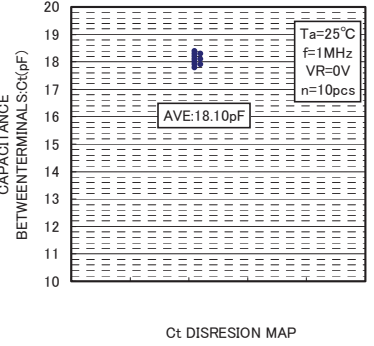 CAPACITANCE
BETWEENTERMINALS:Ct(pF)
20
19
18
17
16
15
14
13
12
11
10
Ta=25℃
f=1MHz
VR=0V
n=10pcs
AVE:18.10pF
Ct DISRESION MAP